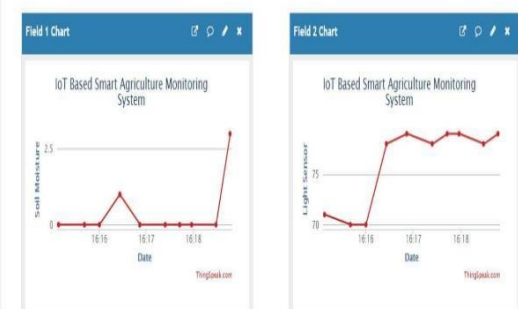 Field 1 Chart
IoT Based Smart Agriculture Monitoring
System
Soil Moisture
2.5
0
16:16
16:17
16:18
Date
ThingSpeak.com
Field 2 Chart
IoT Based Smart Agriculture Monitoring
System
Light Sensor
75
70
16:16
16:17
16:18
Date
ThingSpeak.com